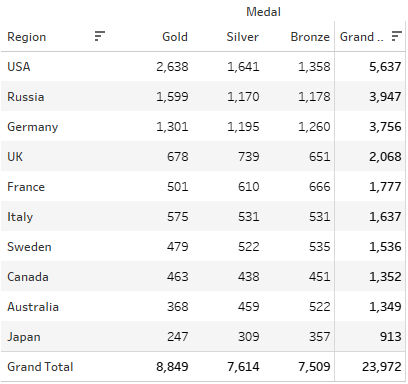 Medal
Region Gold Silver Bronze Grand ..
USA 2,638 1,641 1,358 5,637
Russia 1,599 1,170 1,178 3,947
Germany 1,301 1,195 1,260 3,756
UK 678 739 651 2,068
France 501 610 666 1,777
Italy 575 531 531 1,637
Sweden 479 522 535 1,536
Canada 463 438 451 1,352
Australia 368 459 522 1,349
Japan 247 309 357 913
Grand Total 8,849 7,614 7,509 23,972